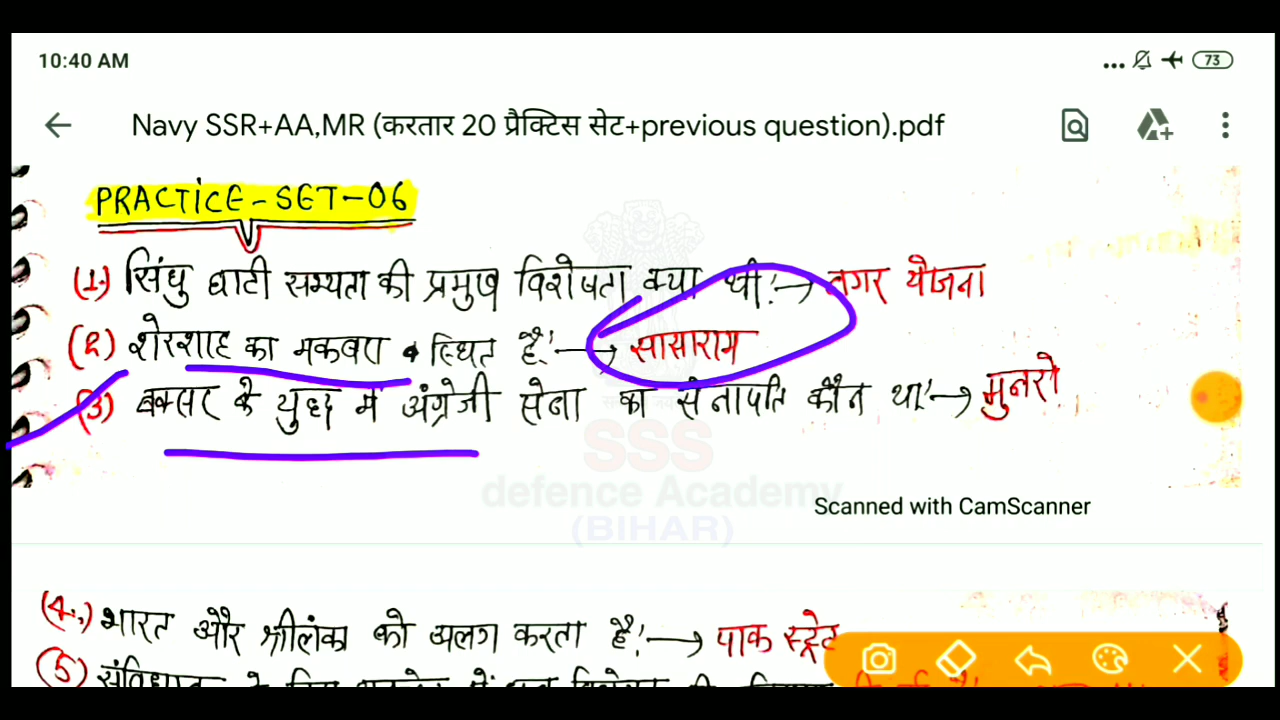 10:40 AM
73
Navy SSR+AA,MR (करतार 20 प्रैक्टिस सेट+previous question).pdf
PRACTICE-SET-06
(1.) सिंधु घाटी सभ्यता की प्रमुख विशेषता क्या थी! → नगर योजना
(2) शेरशाह का मकबरा स्थित है! → सासाराम
(3) बक्सर के युद्ध में अंग्रेजी सेना का सेनापति कौन था! → मुनरो
SSS
defence Academy
(BIHAR)
Scanned with CamScanner
(4.) भारत और श्रीलंका को अलग करता है! → पाक स्ट्रेट
(5)